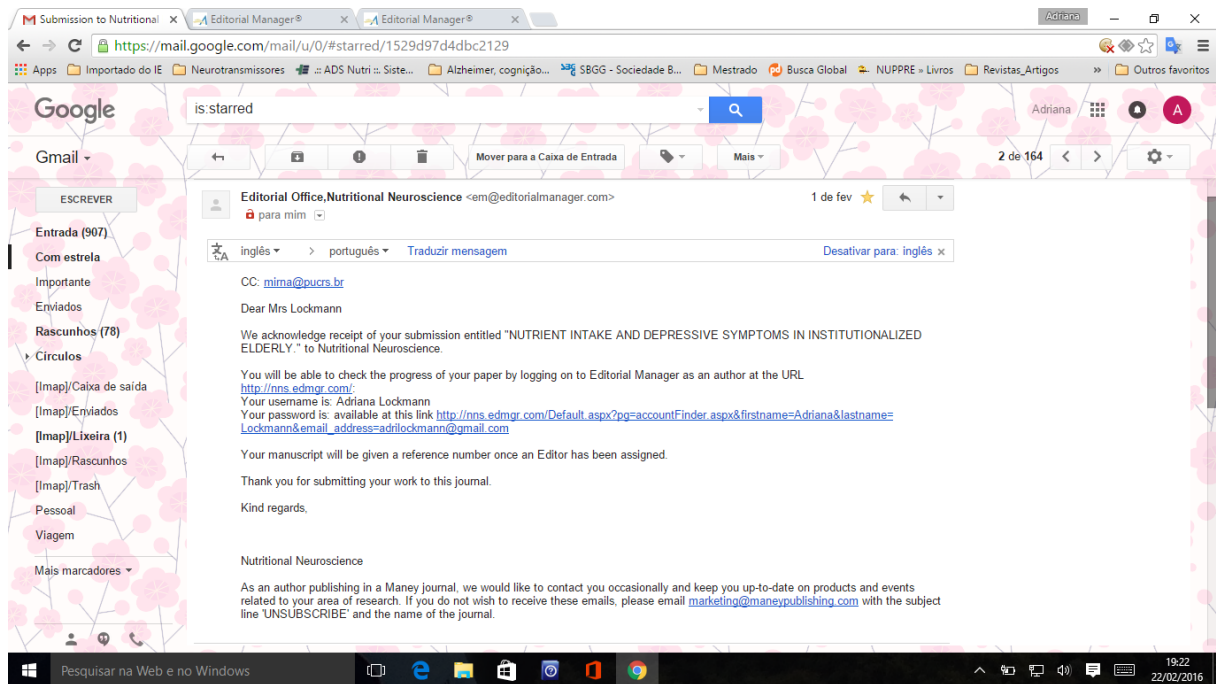 Submission to Nutritional
Editorial Manager®
Editorial Manager®
Adriana
https://mail.google.com/mail/u/0/#starred/1529d97d4dbc2129
Apps Importado do IE Neurotransmissores .:: ADS Nutri ::. Siste... Alzheimer, cognição... SBGG - Sociedade B... Mestrado Busca Global NUPPRE » Livros Revistas_Artigos » Outros favoritos
Google
is:starred
Adriana
A
Gmail
Mover para a Caixa de Entrada
Mais
2 de 164
ESCREVER
Entrada (907)
Com estrela
Importante
Enviados
Rascunhos (78)
Círculos
[Imap]/Caixa de saída
[Imap]/Enviados
[Imap]/Lixeira (1)
[Imap]/Rascunhos
[Imap]/Trash
Pessoal
Viagem
Mais marcadores
Editorial Office,Nutritional Neuroscience <em@editorialmanager.com>
1 de fev
para mim
inglês > português Traduzir mensagem
Desativar para: inglês x
CC: mirna@pucrs.br
Dear Mrs Lockmann
We acknowledge receipt of your submission entitled "NUTRIENT INTAKE AND DEPRESSIVE SYMPTOMS IN INSTITUTIONALIZED
ELDERLY." to Nutritional Neuroscience.
You will be able to check the progress of your paper by logging on to Editorial Manager as an author at the URL
http://nns.edmgr.com/:
Your username is: Adriana Lockmann
Your password is: available at this link http://nns.edmgr.com/Default.aspx?pg=accountFinder.aspx&firstname=Adriana&lastname=
Lockmann&email_address=adrilockmann@gmail.com
Your manuscript will be given a reference number once an Editor has been assigned.
Thank you for submitting your work to this journal.
Kind regards,
Nutritional Neuroscience
As an author publishing in a Maney journal, we would like to contact you occasionally and keep you up-to-date on products and events
related to your area of research. If you do not wish to receive these emails, please email marketing@maneypublishing.com with the subject
line 'UNSUBSCRIBE' and the name of the journal.
Pesquisar na Web e no Windows
19:22
22/02/2016